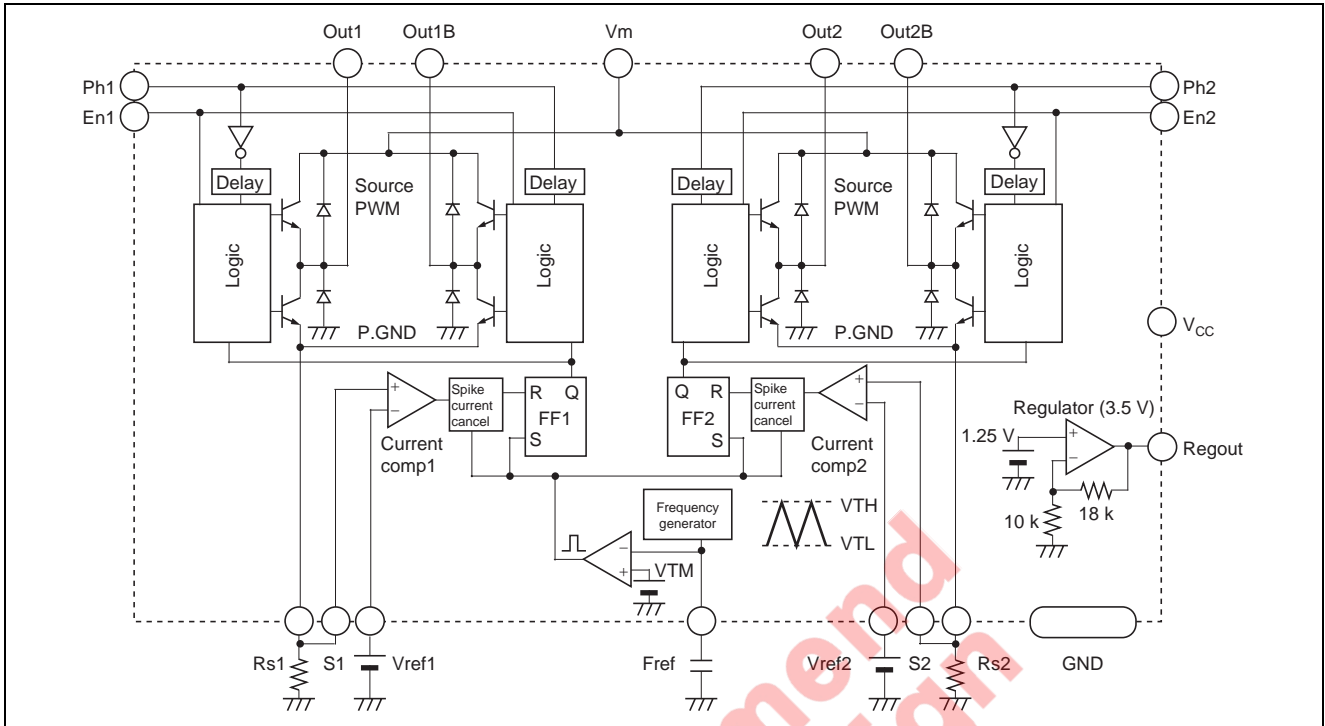 Out1 Out1B Vm Out2 Out2B
Ph1 Ph2
En1 En2
Delay Source PWM Delay Delay Source PWM Delay
Logic Logic Logic Logic
P.GND P.GND
VCC
+ − Spike current cancel R Q FF1 S
Q R FF2 S Spike current cancel + −
Current comp1
Current comp2
Regulator (3.5 V)
1.25 V + −
Regout
10 k 18 k
Frequency generator
VTH
VTL
− + VTM
Rs1 S1 Vref1 Fref Vref2 S2 Rs2 GND
mend
ign